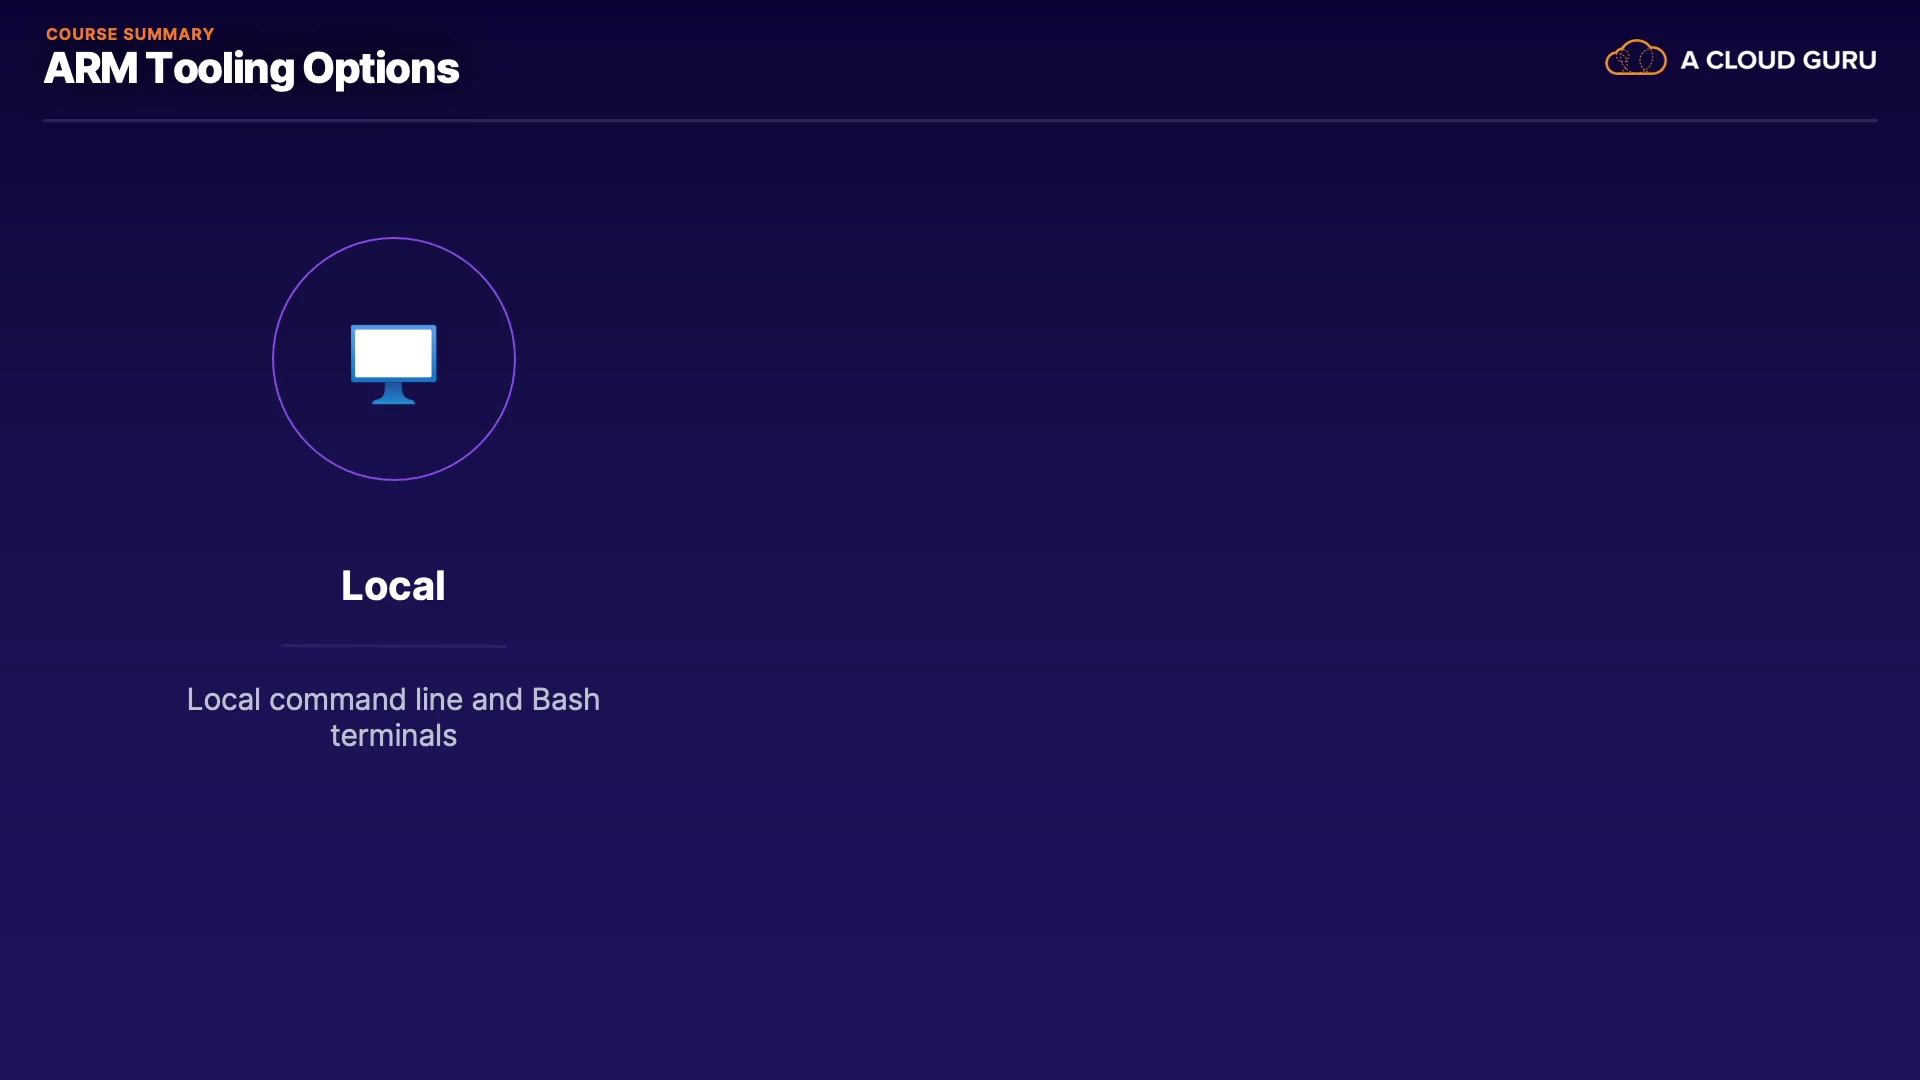 COURSE SUMMARY
ARM Tooling Options
A CLOUD GURU
Local
Local command line and Bash
terminals